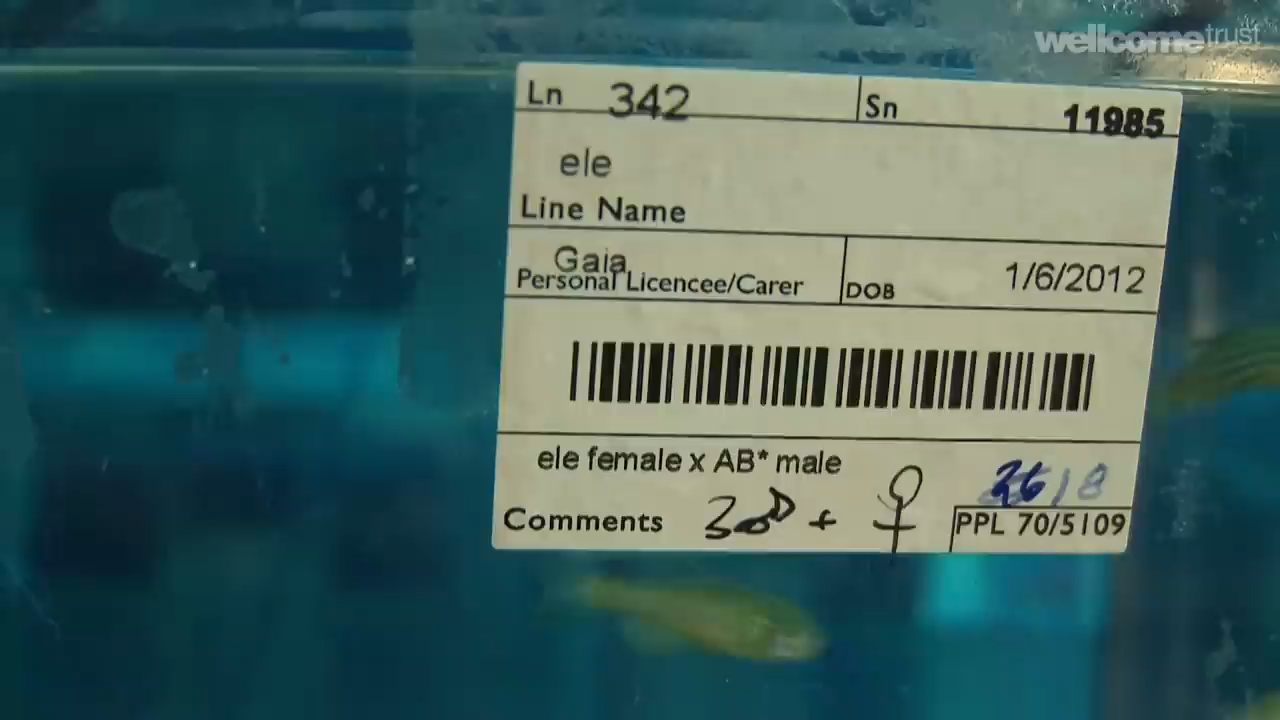 wellcometrust
Ln 342 Sn 11985
ele
Line Name
Gaia
Personal Licencee/Carer DOB 1/6/2012
ele female x AB* male
Comments 3♂ + ♀ PPL 70/5109